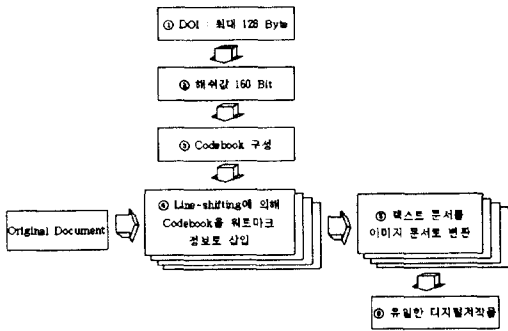 ① DOI : 최대 128 Byte
② 해쉬값 160 Bit
③ Codebook 구성
Original Document
④ Line-shifting에 의해
Codebook을 워터마크
정보로 삽입
⑤ 텍스트 문서를
이미지 문서로 변환
⑥ 유일한 디지털저작물